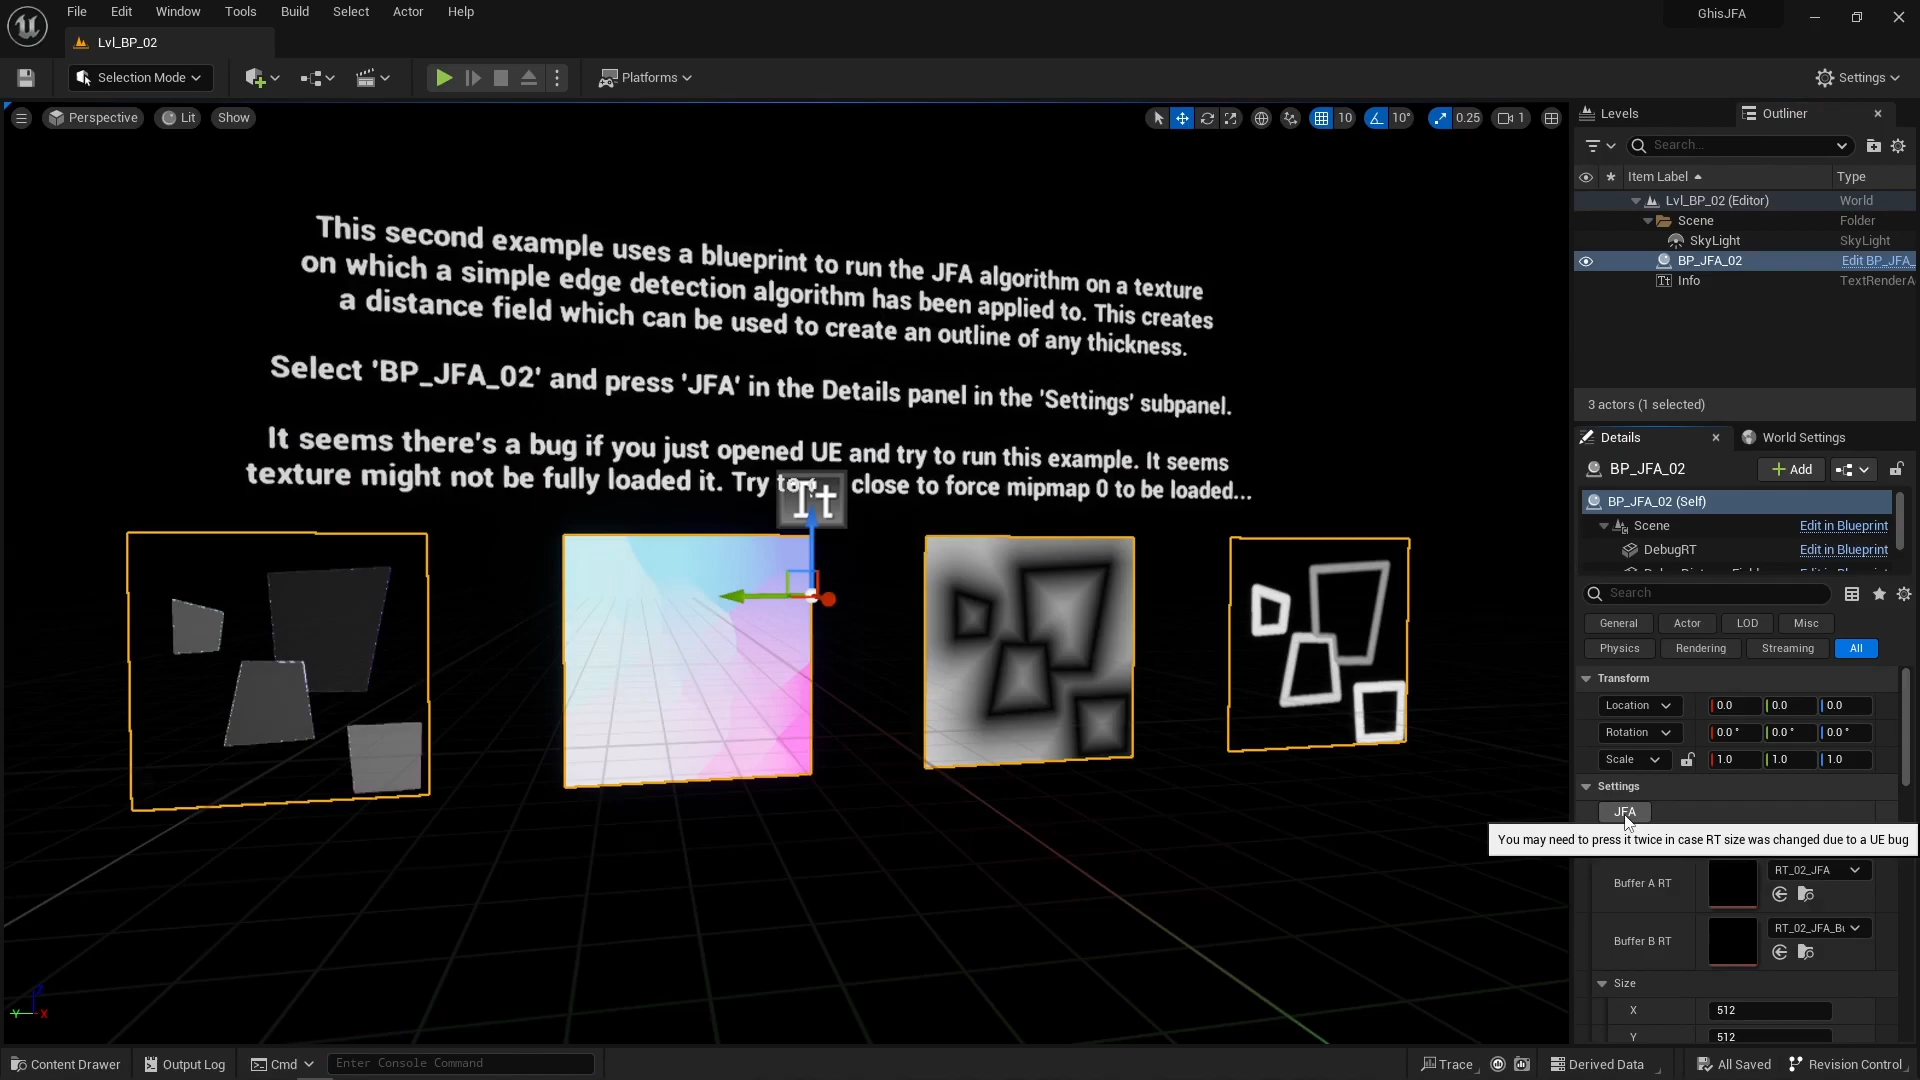 File Edit Window Tools Build Select Actor Help
GhisJFA
Lvl_BP_02
Selection Mode
Platforms
Settings
Perspective Lit Show
10 10° 0.25 1
This second example uses a blueprint to run the JFA algorithm on a texture
on which a simple edge detection algorithm has been applied to. This creates
a distance field which can be used to create an outline of any thickness.
Select 'BP_JFA_02' and press 'JFA' in the Details panel in the 'Settings' subpanel.
It seems there's a bug if you just opened UE and try to run this example. It seems
texture might not be fully loaded it. Try to close to force mipmap 0 to be loaded...
Tt
Levels Outliner
Search...
Item Label Type
Lvl_BP_02 (Editor) World
Scene Folder
SkyLight SkyLight
BP_JFA_02 Edit BP_JFA_
Tt Info TextRenderA
3 actors (1 selected)
Details World Settings
BP_JFA_02 Add
BP_JFA_02 (Self)
Scene Edit in Blueprint
DebugRT Edit in Blueprint
Search
General Actor LOD Misc
Physics Rendering Streaming All
Transform
Location 0.0 0.0 0.0
Rotation 0.0 ° 0.0 ° 0.0 °
Scale 1.0 1.0 1.0
Settings
JFA
You may need to press it twice in case RT size was changed due to a UE bug
Buffer A RT RT_02_JFA
Buffer B RT RT_02_JFA_Bu
Size
X 512
Y 512
Y X
Content Drawer Output Log Cmd Enter Console Command
Trace Derived Data All Saved Revision Control